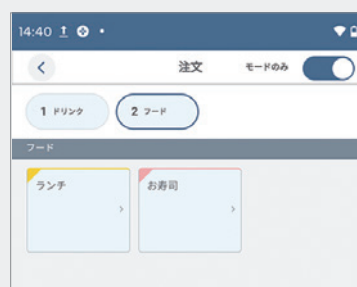 14:40
注文 モードのみ
1 ドリンク 2 フード
フード
ランチ お寿司